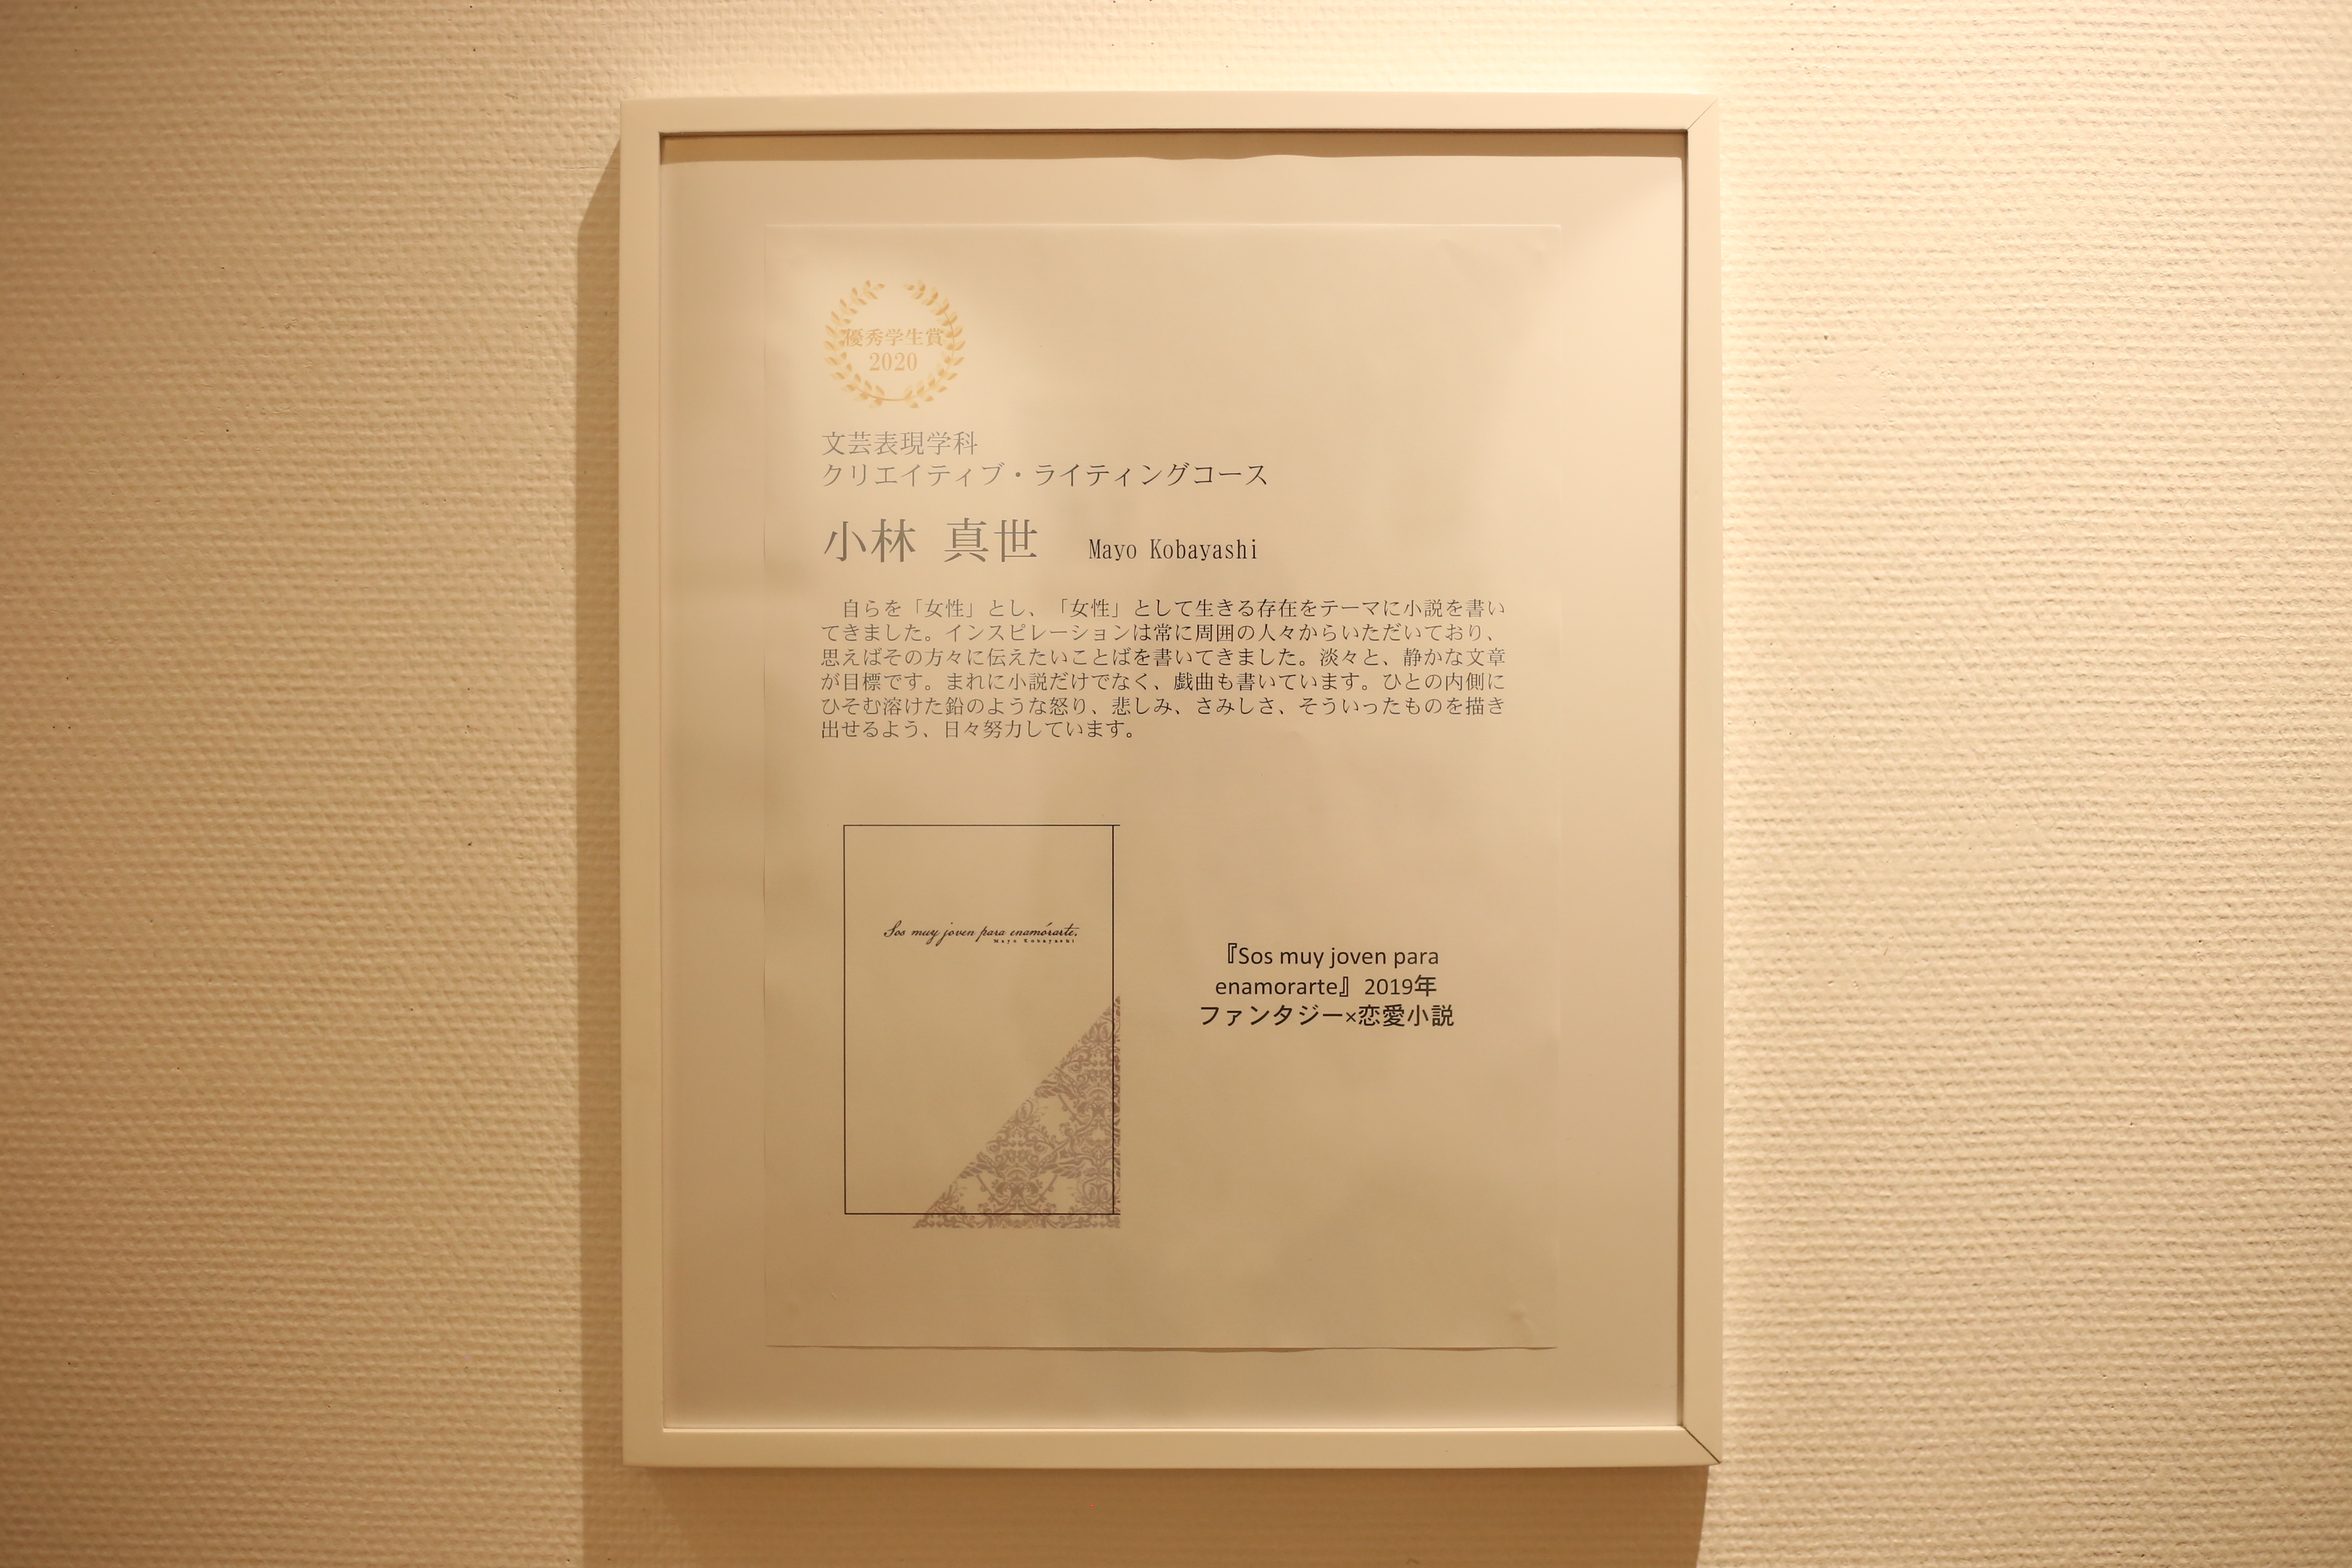 優秀学生賞
2020
文芸表現学科
クリエイティブ・ライティングコース
小林 真世 Mayo Kobayashi
自らを「女性」とし、「女性」として生きる存在をテーマに小説を書い
てきました。インスピレーションは常に周囲の人々からいただいており、
思えばその方々に伝えたいことばを書いてきました。淡々と、静かな文章
が目標です。まれに小説だけでなく、戯曲も書いています。ひとの内側に
ひそむ溶けた鉛のような怒り、悲しみ、さみしさ、そういったものを描き
出せるよう、日々努力しています。
Sos muy joven para enamórarte.
Mayo Kobayashi
『Sos muy joven para
enamorarte』2019年
ファンタジー×恋愛小説